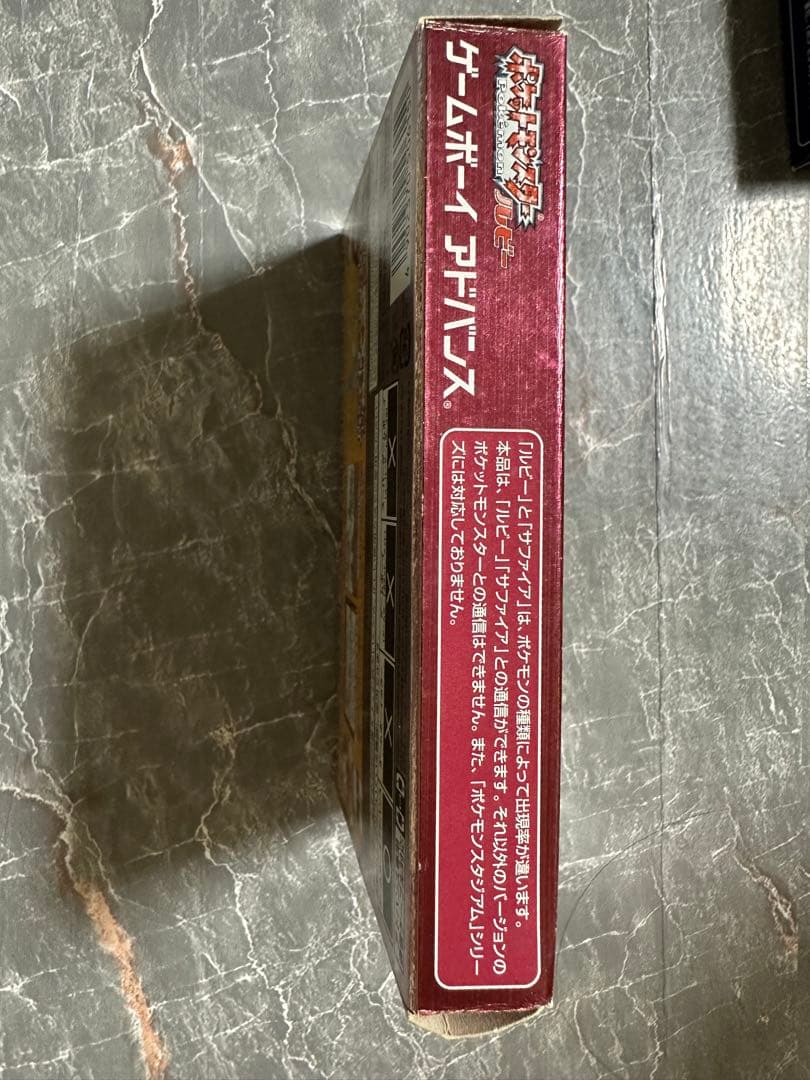 ポケットモンスター
POKéMON
ルビー
ゲームボーイ アドバンス®
「ルビー」と「サファイア」は、ポケモンの種類によって出現率が違います。
本品は、「ルビー」「サファイア」との通信ができます。それ以外のバージョンの
ポケットモンスターとの通信はできません。また、「ポケモンスタジアム」シリー
ズには対応しておりません。